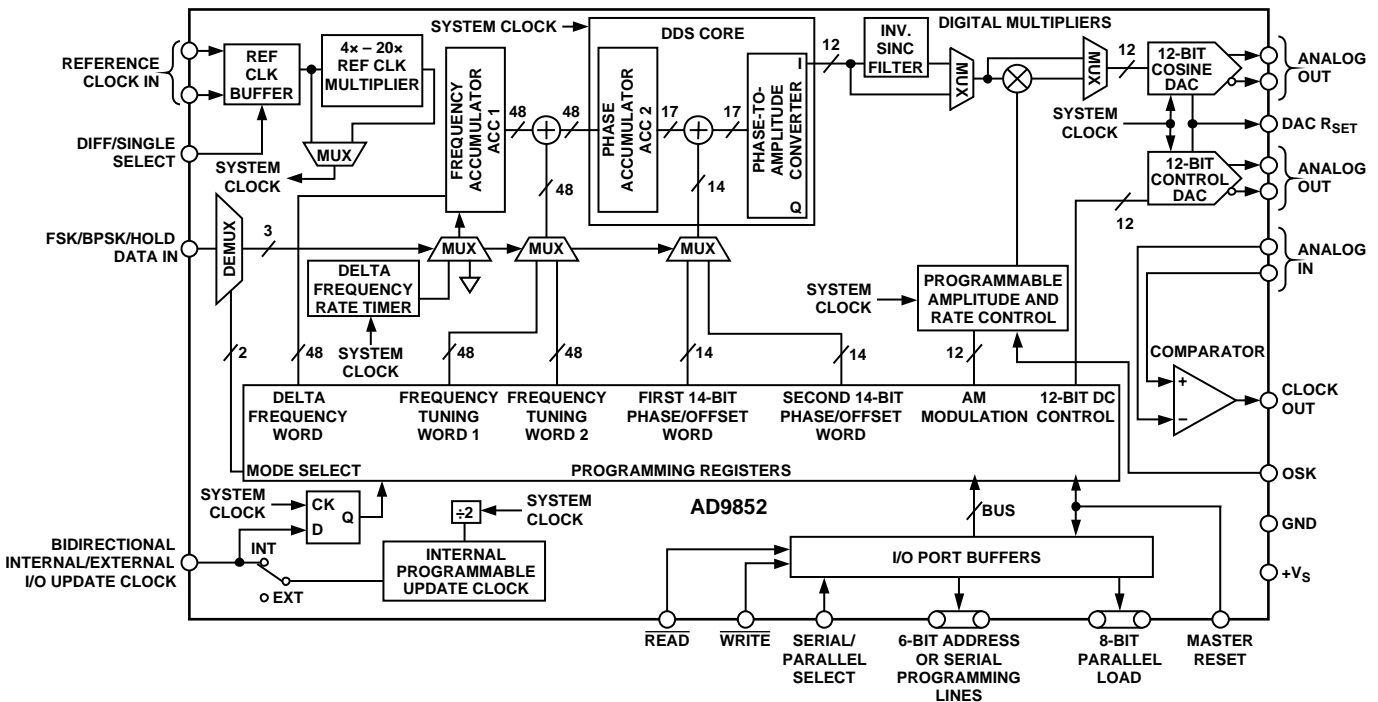 REFERENCE
CLOCK IN
REF
CLK
BUFFER
4× – 20×
REF CLK
MULTIPLIER
MUX
SYSTEM
CLOCK
DIFF/SINGLE
SELECT
FREQUENCY
ACCUMULATOR
ACC 1
48
48
48
SYSTEM CLOCK
DDS CORE
PHASE
ACCUMULATOR
ACC 2
17
17
14
PHASE-TO-
AMPLITUDE
CONVERTER
I
Q
12
INV.
SINC
FILTER
MUX
DIGITAL MULTIPLIERS
MUX
12
12-BIT
COSINE
DAC
ANALOG
OUT
SYSTEM
CLOCK
DAC RSET
12-BIT
CONTROL
DAC
12
ANALOG
OUT
FSK/BPSK/HOLD
DATA IN
DEMUX
3
MUX
MUX
MUX
ANALOG
IN
DELTA
FREQUENCY
RATE TIMER
SYSTEM
CLOCK
SYSTEM
CLOCK
PROGRAMMABLE
AMPLITUDE AND
RATE CONTROL
COMPARATOR
+
–
CLOCK
OUT
2
48
48
48
14
14
12
DELTA
FREQUENCY
WORD
FREQUENCY
TUNING
WORD 1
FREQUENCY
TUNING
WORD 2
FIRST 14-BIT
PHASE/OFFSET
WORD
SECOND 14-BIT
PHASE/OFFSET
WORD
AM
MODULATION
12-BIT DC
CONTROL
MODE SELECT
PROGRAMMING REGISTERS
OSK
SYSTEM
CLOCK
CK
D
Q
÷2
SYSTEM
CLOCK
AD9852
BUS
GND
BIDIRECTIONAL
INTERNAL/EXTERNAL
I/O UPDATE CLOCK
INT
EXT
INTERNAL
PROGRAMMABLE
UPDATE CLOCK
I/O PORT BUFFERS
+VS
READ
WRITE
SERIAL/
PARALLEL
SELECT
6-BIT ADDRESS
OR SERIAL
PROGRAMMING
LINES
8-BIT
PARALLEL
LOAD
MASTER
RESET